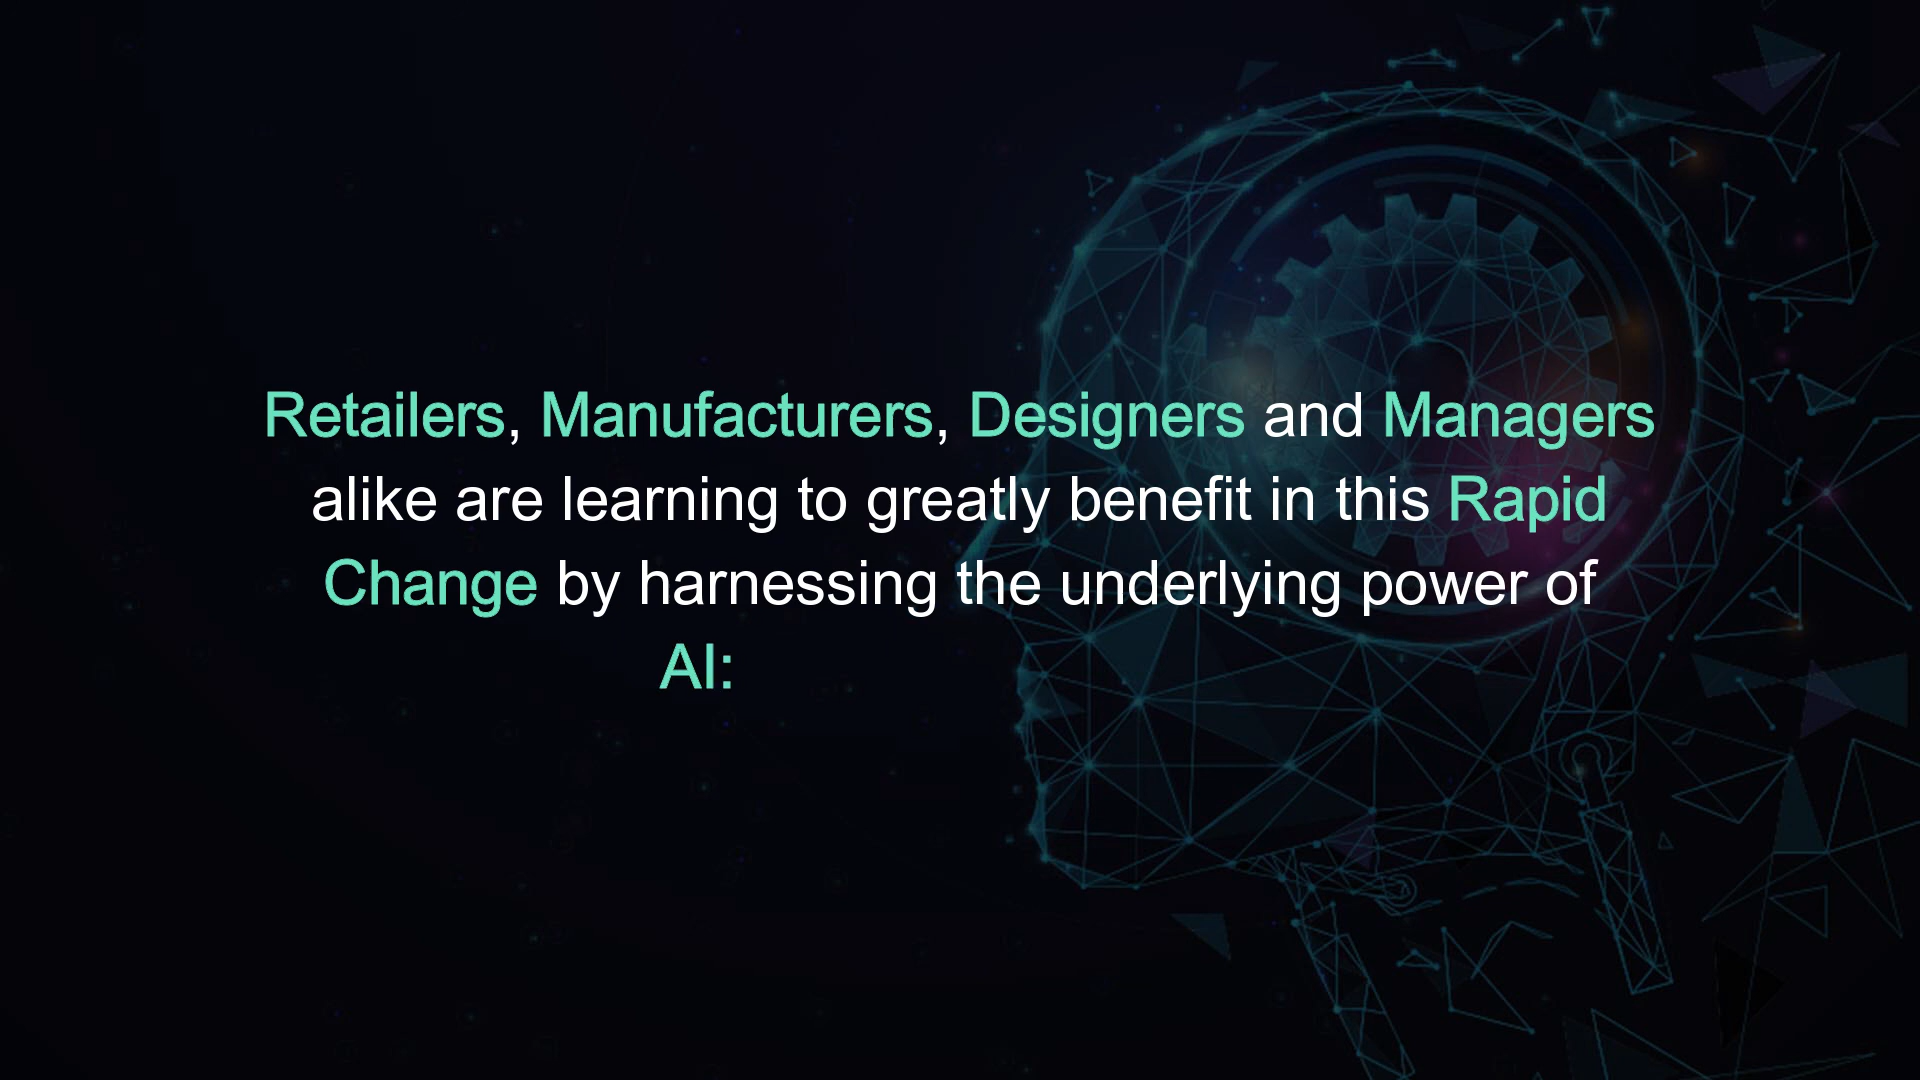 Retailers, Manufacturers, Designers and Managers
alike are learning to greatly benefit in this Rapid
Change by harnessing the underlying power of
AI: